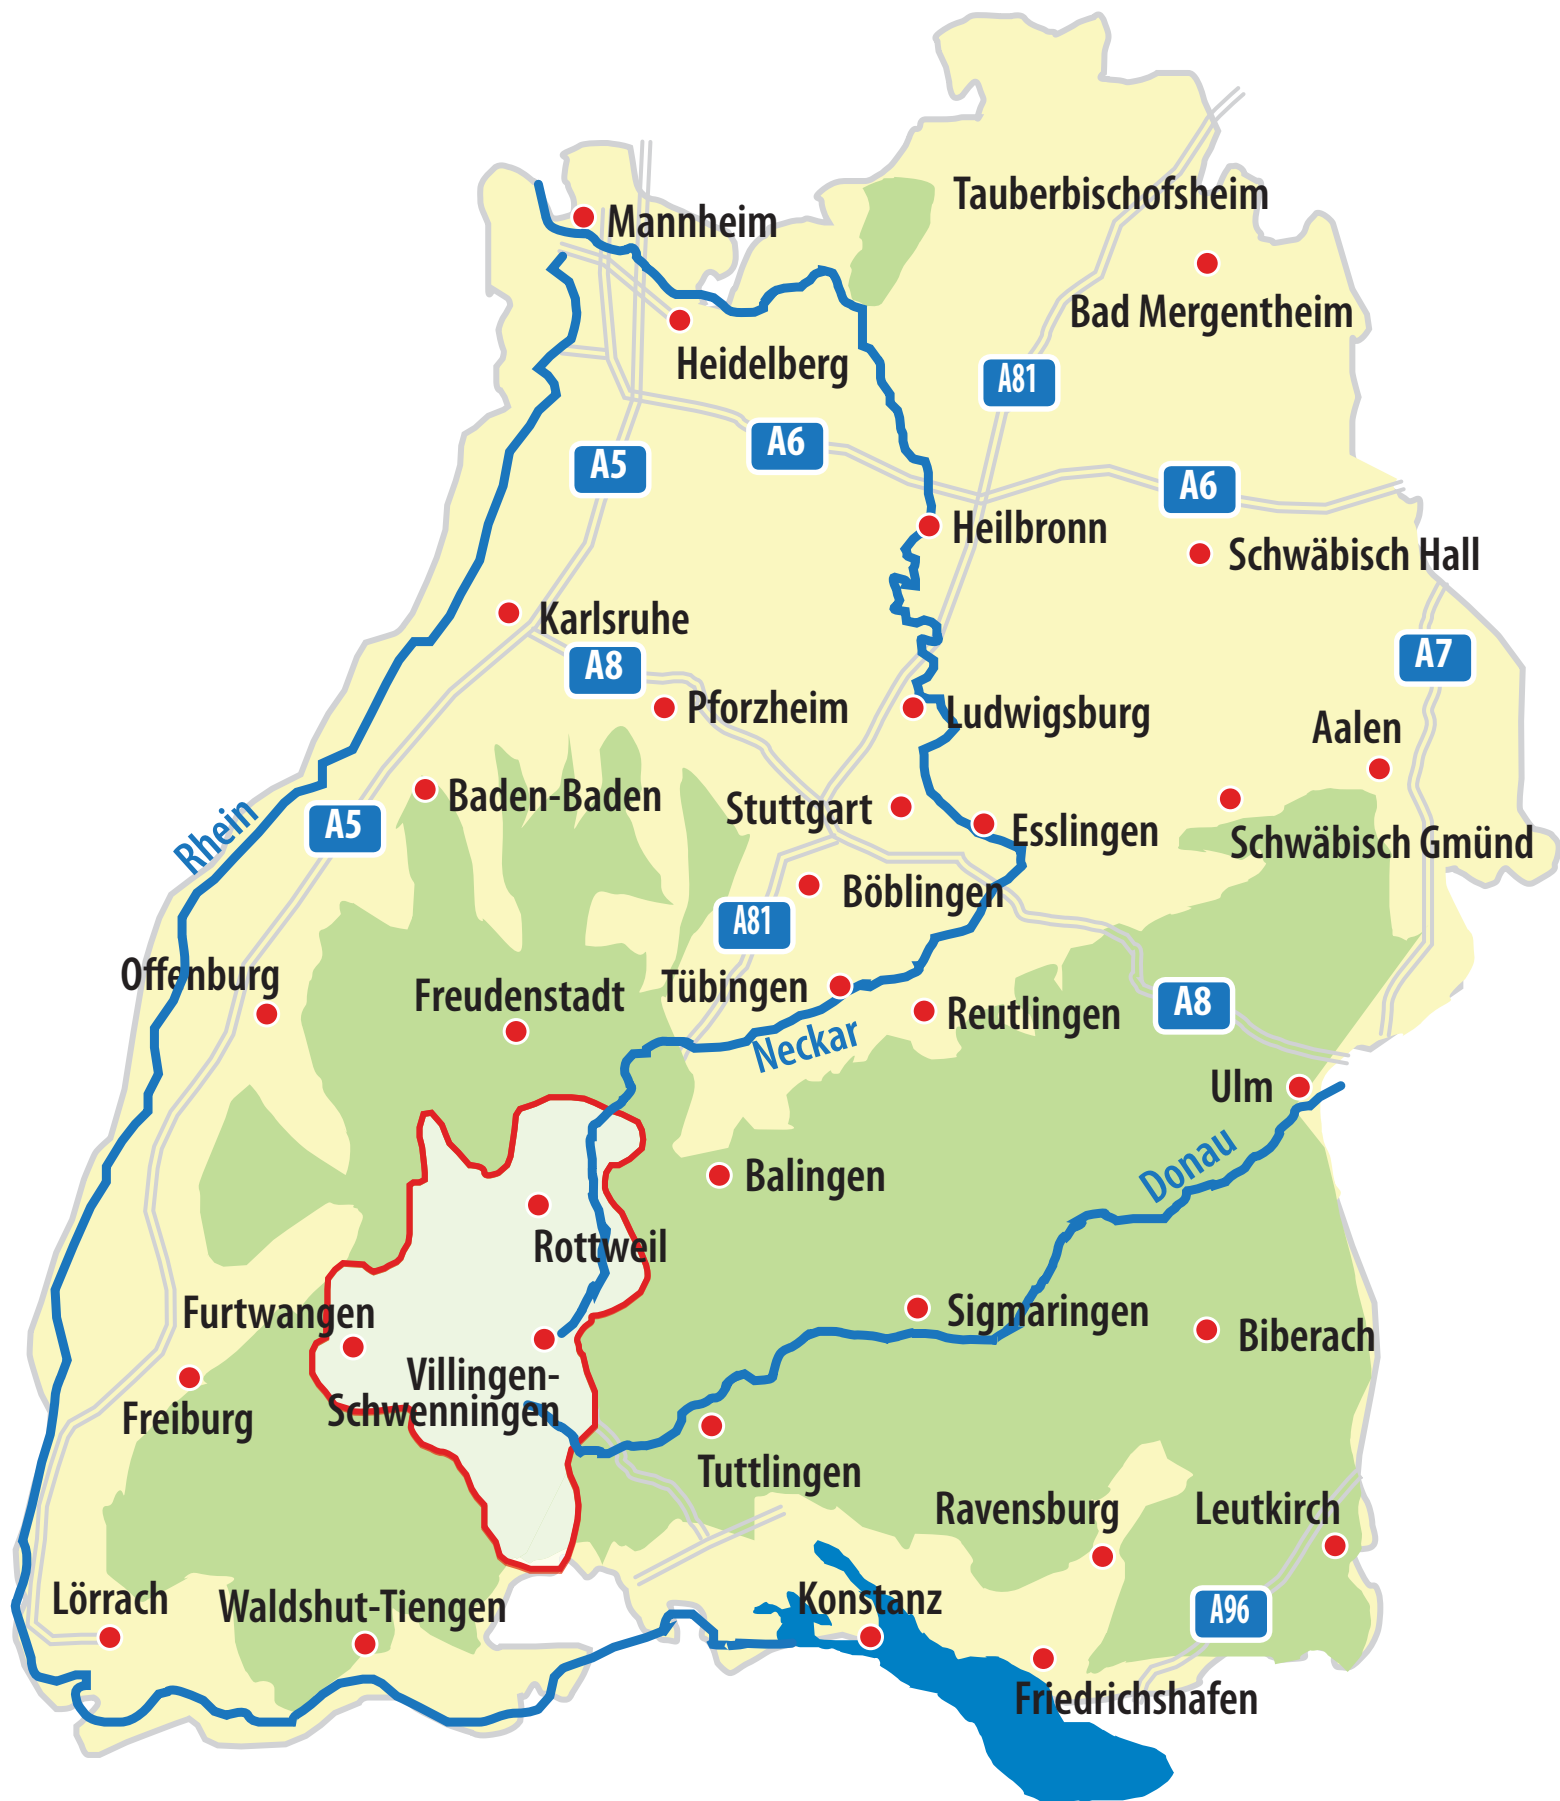 Tauberbischofsheim
Mannheim
Bad Mergentheim
Heidelberg
A81
A6
A5
A6
Heilbronn
Schwäbisch Hall
Karlsruhe
A8
A7
Pforzheim
Ludwigsburg
Aalen
Baden-Baden
Stuttgart
Rhein
A5
Esslingen
Schwäbisch Gmünd
Böblingen
A81
Offenburg
Freudenstadt
Tübingen
Reutlingen
A8
Neckar
Ulm
Donau
Balingen
Rottweil
Furtwangen
Sigmaringen
Biberach
Villingen-
Schwenningen
Freiburg
Tuttlingen
Ravensburg
Leutkirch
Lörrach
Waldshut-Tiengen
Konstanz
A96
Friedrichshafen